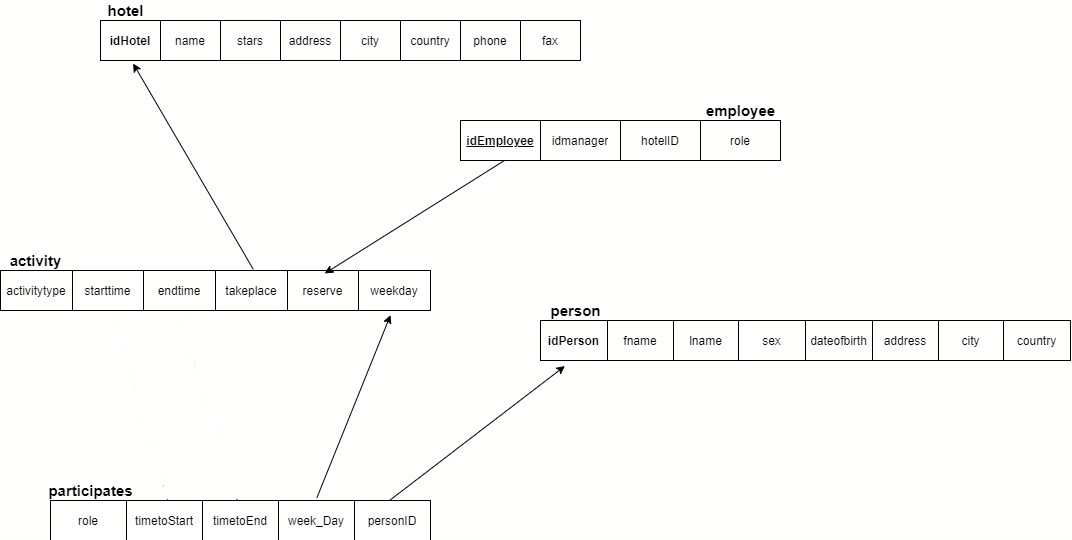 hotel
idHotel name stars address city country phone fax
employee
idEmployee idmanager hotelID role
activity
activitytype starttime endtime takeplace reserve weekday
person
idPerson fname lname sex dateofbirth address city country
participates
role timetoStart timetoEnd week_Day personID